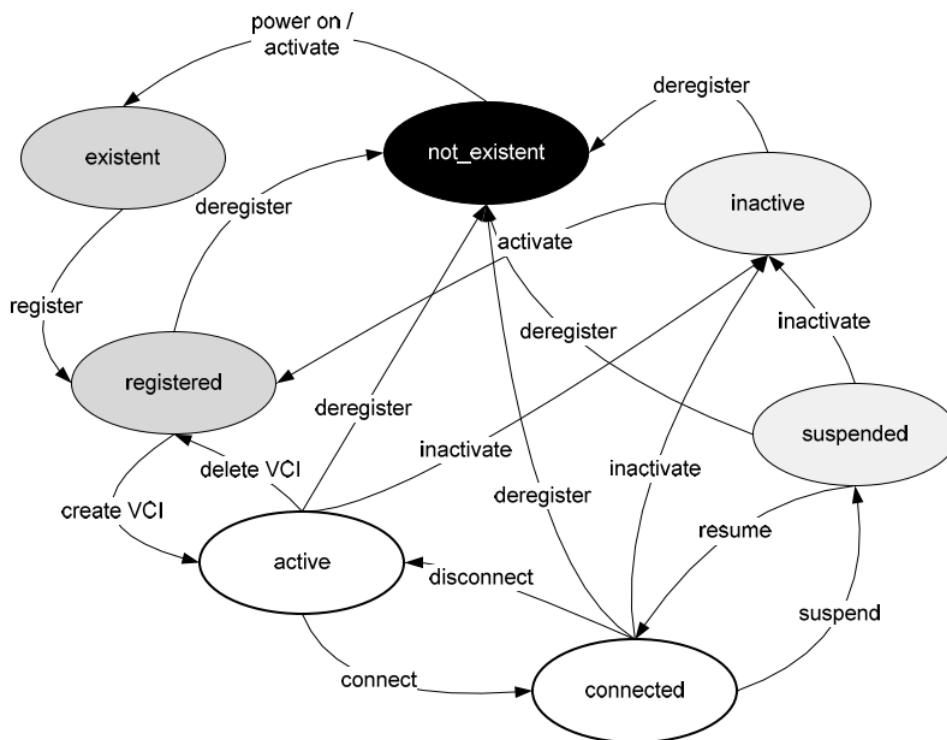 power on /
activate
deregister
existent
not_existent
inactive
deregister
activate
register
inactivate
deregister
registered
deregister
suspended
inactivate
delete VCI
inactivate
deregister
create VCI
resume
active
disconnect
suspend
connect
connected